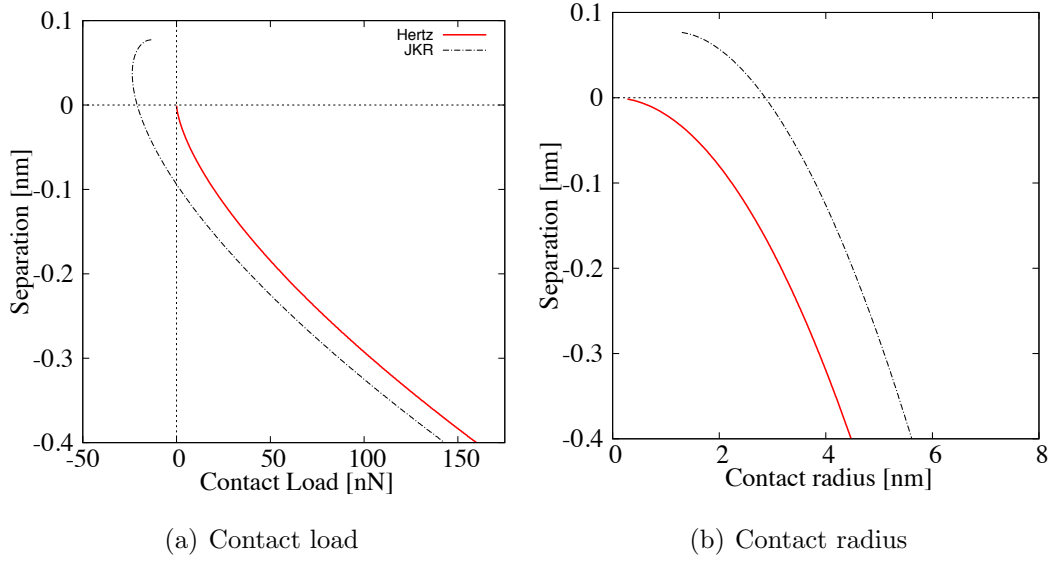 0.1
0
-0.1
-0.2
-0.3
-0.4
Separation [nm]
Hertz
JKR
-50 0 50 100 150
Contact Load [nN]
(a) Contact load
0.1
0
-0.1
-0.2
-0.3
-0.4
Separation [nm]
0 2 4 6 8
Contact radius [nm]
(b) Contact radius